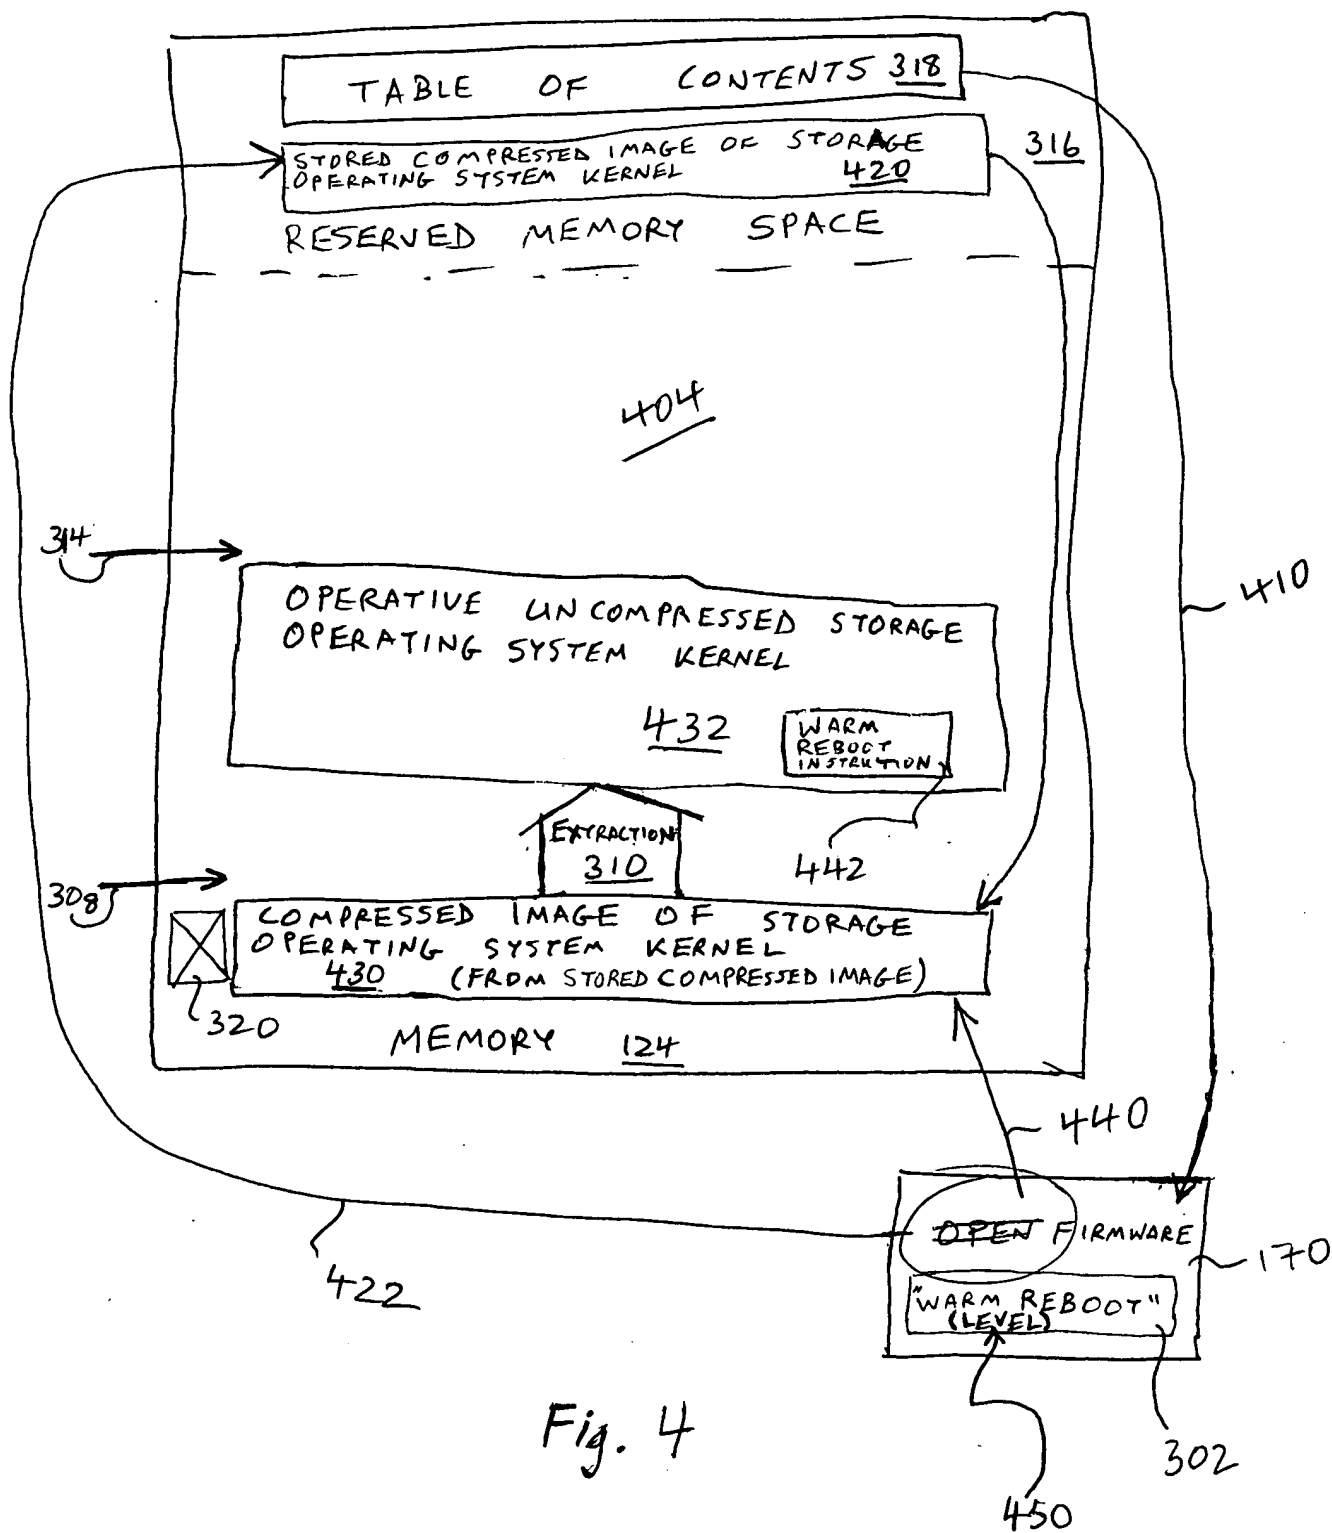 TABLE OF CONTENTS 318
STORED COMPRESSED IMAGE OF STORAGE
OPERATING SYSTEM KERNEL 420
316
RESERVED MEMORY SPACE
404
314
410
OPERATIVE UNCOMPRESSED STORAGE
OPERATING SYSTEM KERNEL
432
WARM
REBOOT
INSTRUCTION
EXTRACTION
310
442
308
COMPRESSED IMAGE OF STORAGE
OPERATING SYSTEM KERNEL
430 (FROM STORED COMPRESSED IMAGE)
320
MEMORY 124
440
OPEN FIRMWARE
170
422
"WARM REBOOT"
(LEVEL)
302
450
Fig. 4